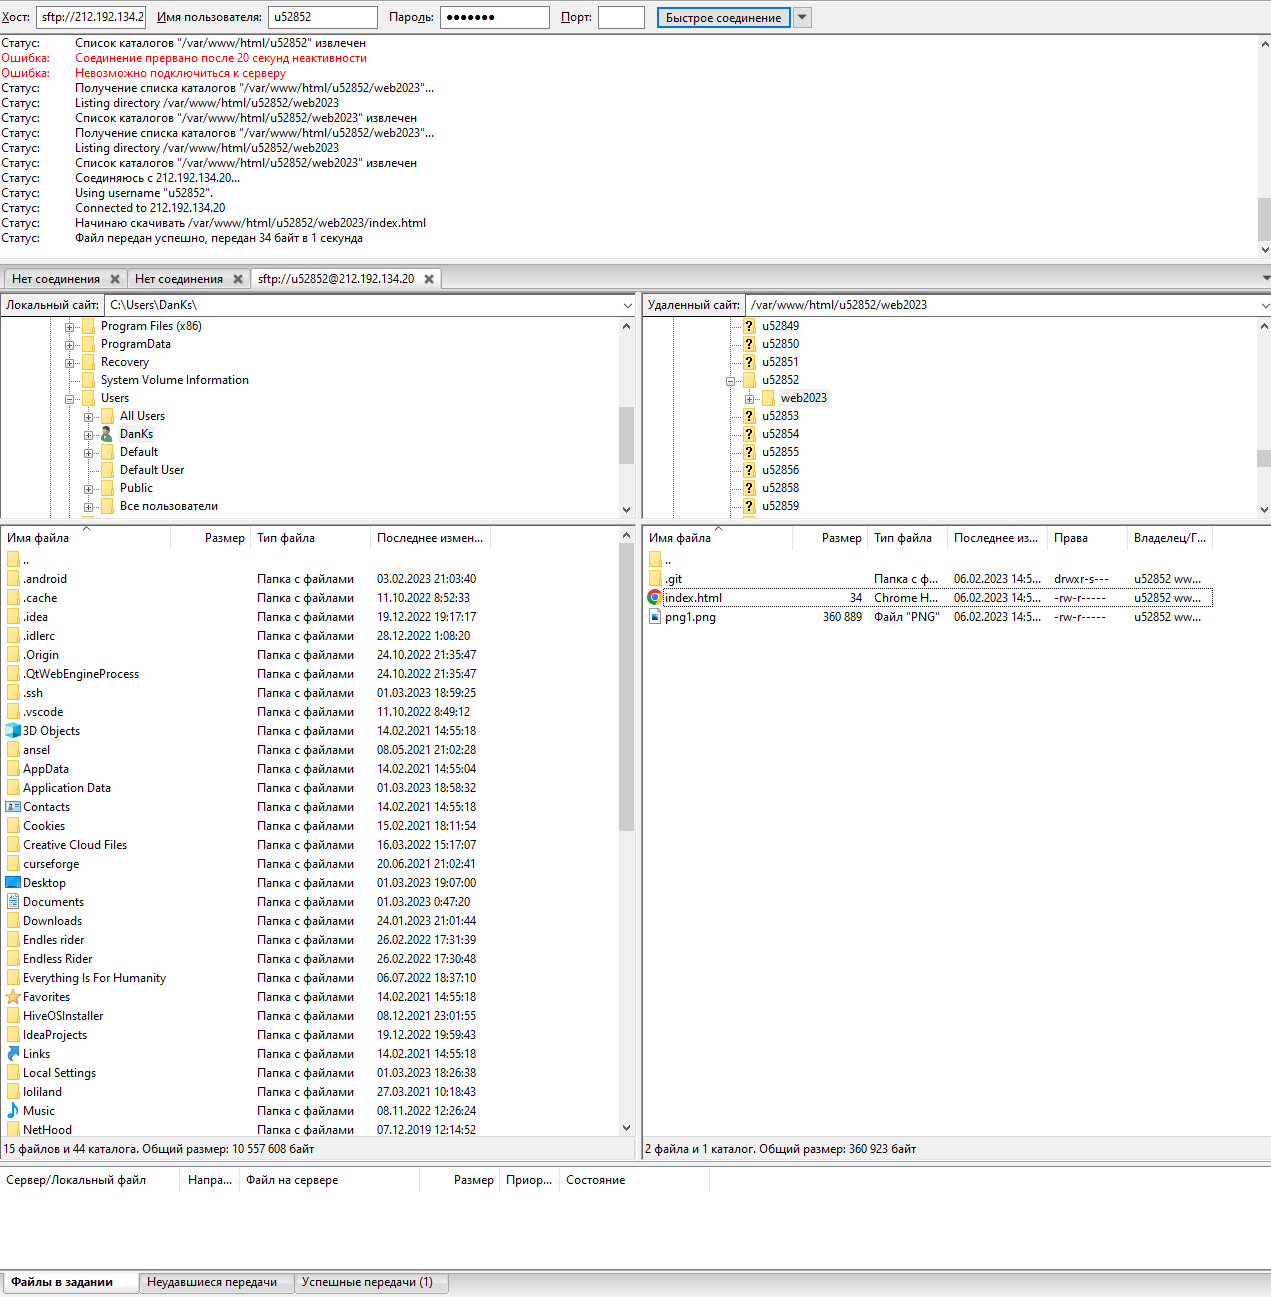 Хост: sftp://212.192.134.2 Имя пользователя: u52852 Пароль: ●●●●●●● Порт: Быстрое соединение
Статус: Список каталогов "/var/www/html/u52852" извлечен
Ошибка: Соединение прервано после 20 секунд неактивности
Ошибка: Невозможно подключиться к серверу
Статус: Получение списка каталогов "/var/www/html/u52852/web2023"...
Статус: Listing directory /var/www/html/u52852/web2023
Статус: Список каталогов "/var/www/html/u52852/web2023" извлечен
Статус: Получение списка каталогов "/var/www/html/u52852/web2023"...
Статус: Listing directory /var/www/html/u52852/web2023
Статус: Список каталогов "/var/www/html/u52852/web2023" извлечен
Статус: Соединяюсь с 212.192.134.20...
Статус: Using username "u52852".
Статус: Connected to 212.192.134.20
Статус: Начинаю скачивать /var/www/html/u52852/web2023/index.html
Статус: Файл передан успешно, передан 34 байт в 1 секунда
Нет соединения Нет соединения sftp://u52852@212.192.134.20
Локальный сайт: C:\Users\DanKs\
Program Files (x86)
ProgramData
Recovery
System Volume Information
Users
All Users
DanKs
Default
Default User
Public
Все пользователи
Имя файла Размер Тип файла Последнее измен...
..
.android Папка с файлами 03.02.2023 21:03:40
.cache Папка с файлами 11.10.2022 8:52:33
.idea Папка с файлами 19.12.2022 19:17:17
.idlerc Папка с файлами 28.12.2022 1:08:20
.Origin Папка с файлами 24.10.2022 21:35:47
.QtWebEngineProcess Папка с файлами 24.10.2022 21:35:47
.ssh Папка с файлами 01.03.2023 18:59:25
.vscode Папка с файлами 11.10.2022 8:49:12
3D Objects Папка с файлами 14.02.2021 14:55:18
ansel Папка с файлами 08.05.2021 21:02:28
AppData Папка с файлами 14.02.2021 14:55:04
Application Data Папка с файлами 01.03.2023 18:58:32
Contacts Папка с файлами 14.02.2021 14:55:18
Cookies Папка с файлами 15.02.2021 18:11:54
Creative Cloud Files Папка с файлами 16.03.2022 15:17:07
curseforge Папка с файлами 20.06.2021 21:02:41
Desktop Папка с файлами 01.03.2023 19:07:00
Documents Папка с файлами 01.03.2023 0:47:20
Downloads Папка с файлами 24.01.2023 21:01:44
Endles rider Папка с файлами 26.02.2022 17:31:39
Endless Rider Папка с файлами 26.02.2022 17:30:48
Everything Is For Humanity Папка с файлами 06.07.2022 18:37:10
Favorites Папка с файлами 14.02.2021 14:55:18
HiveOSInstaller Папка с файлами 08.12.2021 23:01:55
IdeaProjects Папка с файлами 19.12.2022 19:59:43
Links Папка с файлами 14.02.2021 14:55:18
Local Settings Папка с файлами 01.03.2023 18:26:38
loliland Папка с файлами 27.03.2021 10:18:43
Music Папка с файлами 08.11.2022 12:26:24
NetHood Папка с файлами 07.12.2019 12:14:52
15 файлов и 44 каталога. Общий размер: 10 557 608 байт
Удаленный сайт: /var/www/html/u52852/web2023
u52849
u52850
u52851
u52852
web2023
u52853
u52854
u52855
u52856
u52858
u52859
Имя файла Размер Тип файла Последнее из... Права Владелец/Г...
..
.git Папка с ф... 06.02.2023 14:5... drwxr-s--- u52852 ww...
index.html 34 Chrome H... 06.02.2023 14:5... -rw-r----- u52852 ww...
png1.png 360 889 Файл "PNG" 06.02.2023 14:5... -rw-r----- u52852 ww...
2 файла и 1 каталог. Общий размер: 360 923 байт
Сервер/Локальный файл Напра... Файл на сервере Размер Приор... Состояние
Файлы в задании Неудавшиеся передачи Успешные передачи (1)